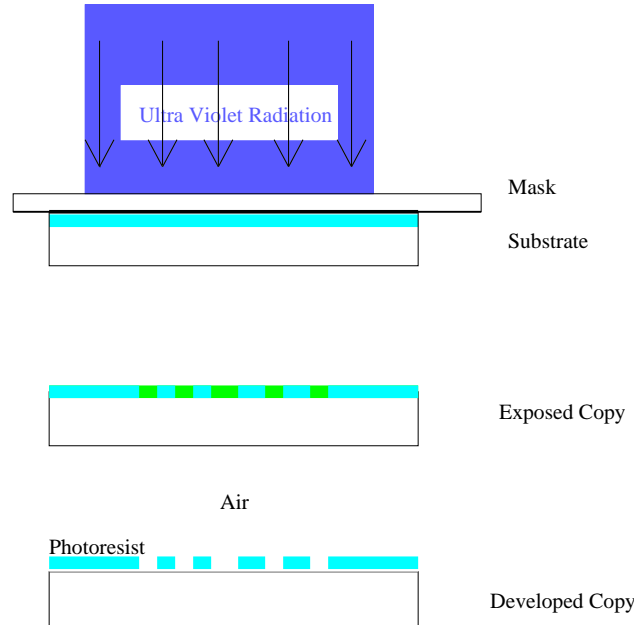 Ultra Violet Radiation
Mask
Substrate
Exposed Copy
Air
Photoresist
Developed Copy